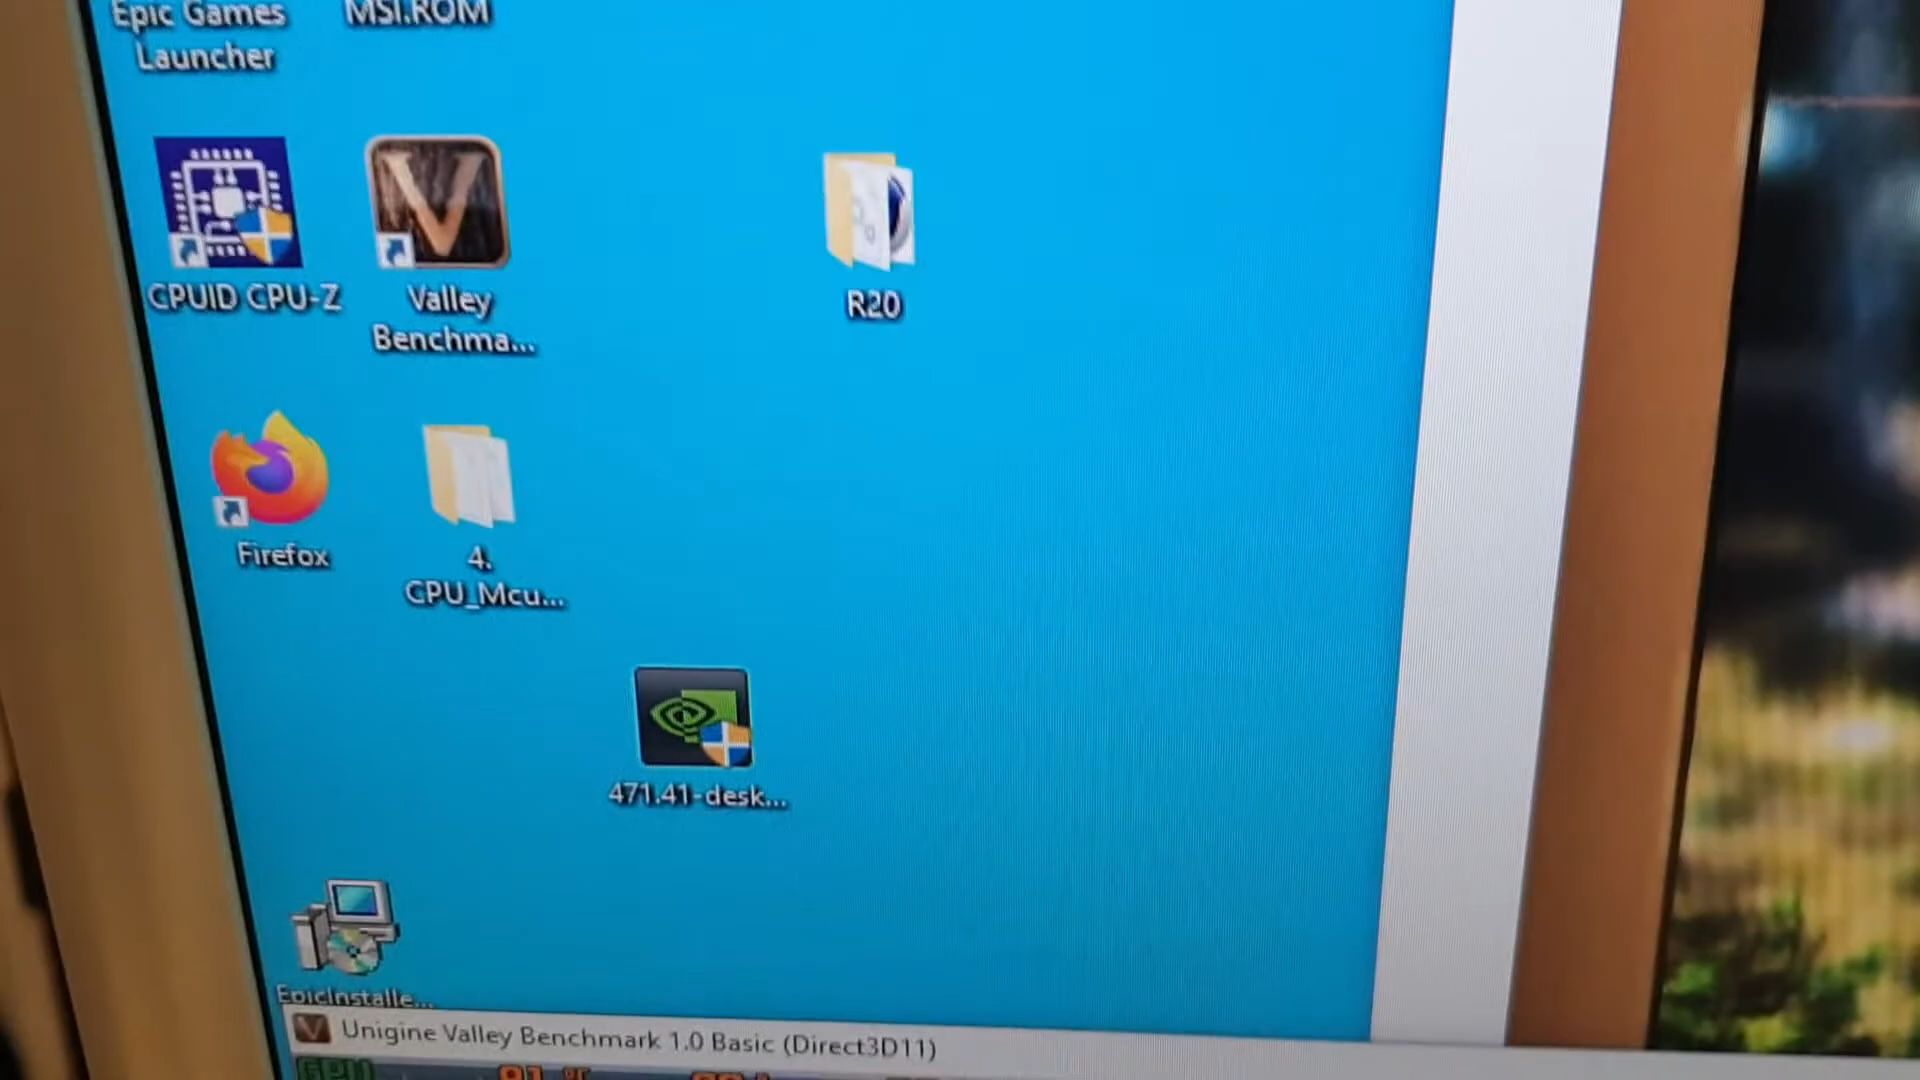 Epic Games
Launcher
MSI.ROM
CPUID CPU-Z
Valley
Benchma...
R20
Firefox
4.
CPU_Mcu...
471.41-desk...
EpicInstalle...
Unigine Valley Benchmark 1.0 Basic (Direct3D11)
GPU